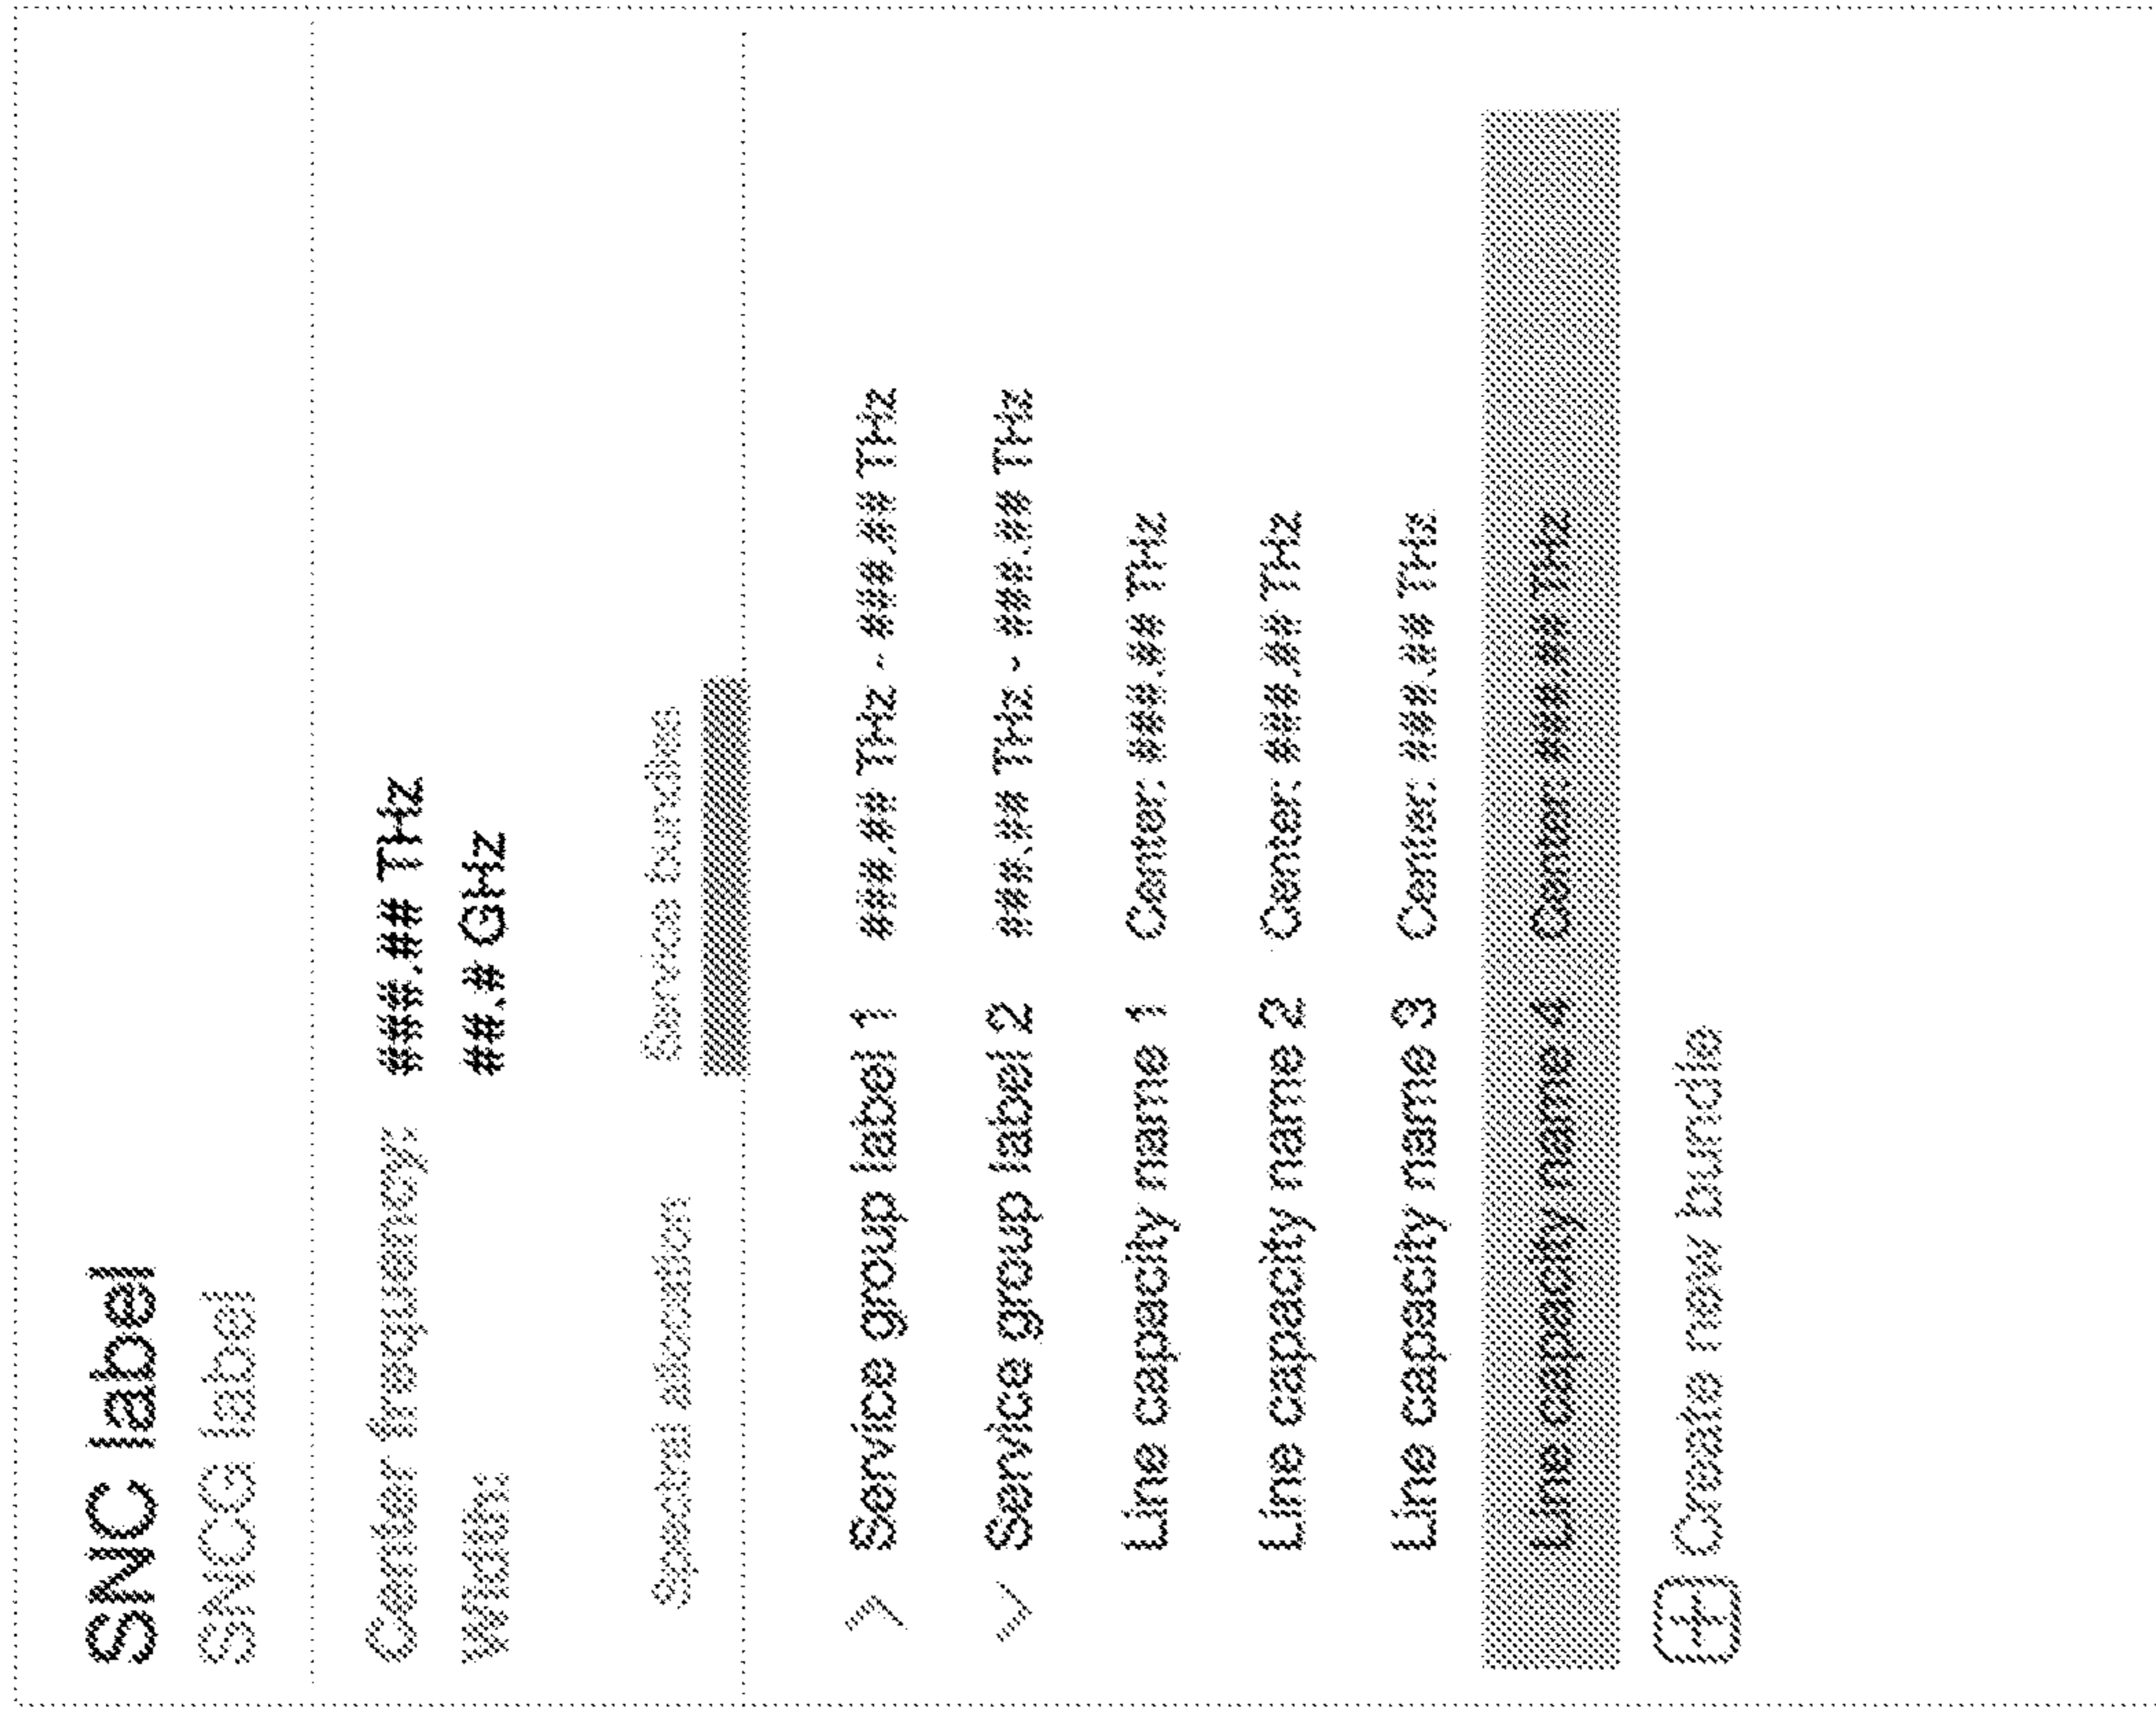 SNC label
SNCG label
Center frequency: ###.## THz
Width: ##.# GHz
Spectral allocation Service bundles
Service group label 1 ###.## THz - ###.## THz
Service group label 2 ###.## THz - ###.## THz
Line capacity name 1 Center: ###.## THz
Line capacity name 2 Center: ###.## THz
Line capacity name 3 Center: ###.## THz
Line capacity name 4 Center: ###.## THz
Create new bundle